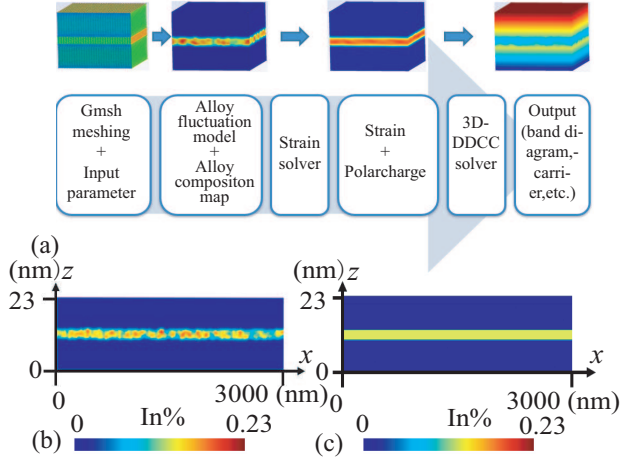 Gmsh
meshing
+
Input
parameter
Alloy
fluctuation
model
+
Alloy
compositon
map
Strain
solver
Strain
+
Polarcharge
3D-
DDCC
solver
Output
(band di-
agram,-
carri-
er,etc.)
(a)
(nm) z
23
0
x
0
3000 (nm)
In%
0
0.23
(b)
(nm) z
23
0
x
0
3000 (nm)
In%
0
0.23
(c)